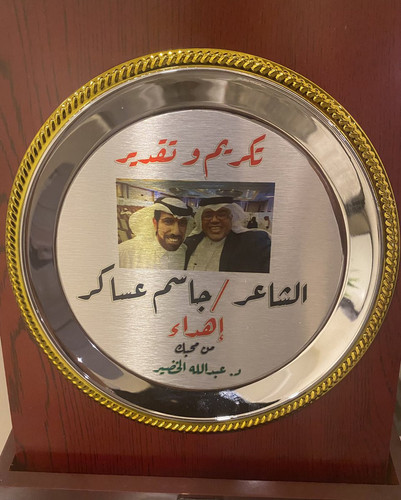 تكريم و تقدير
الشاعر / جاسم عساكر
إهداء
من محبك
د. عبدالله الخضير